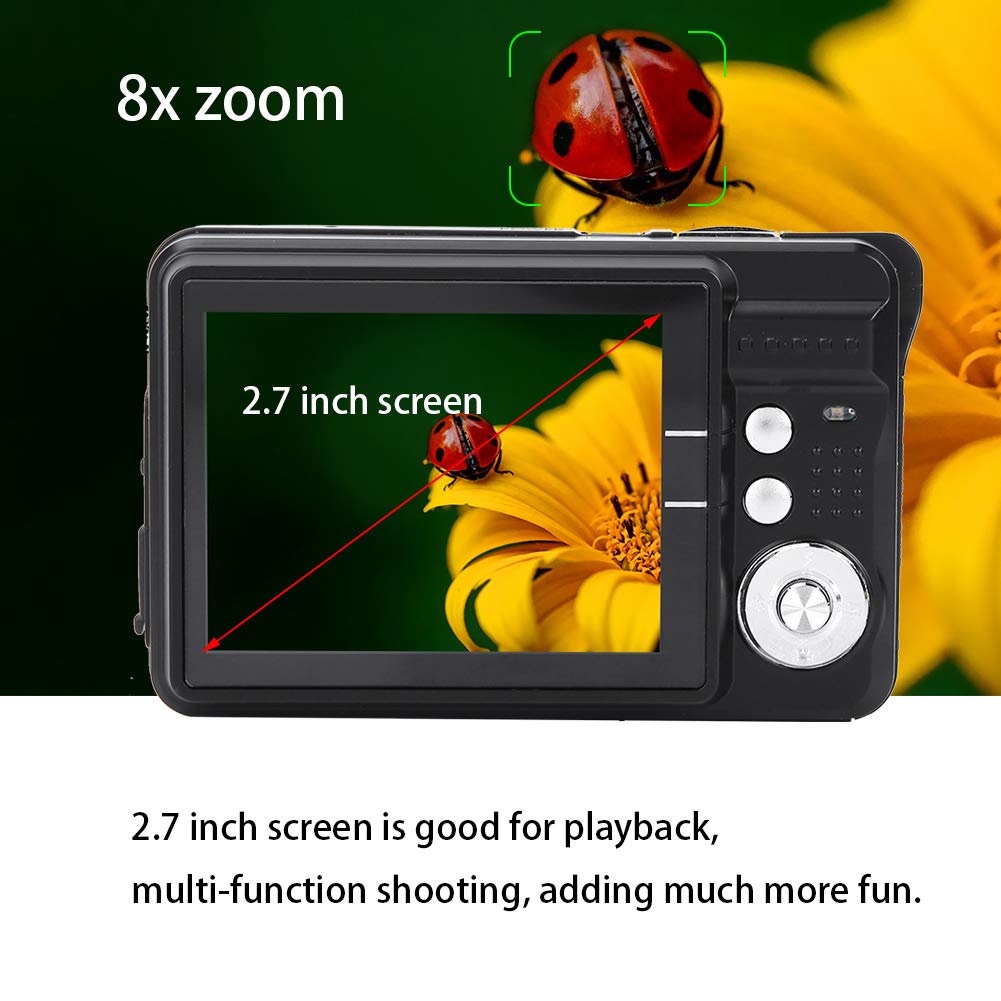 8x zoom
2.7 inch screen
2.7 inch screen is good for playback,
multi-function shooting, adding much more fun.